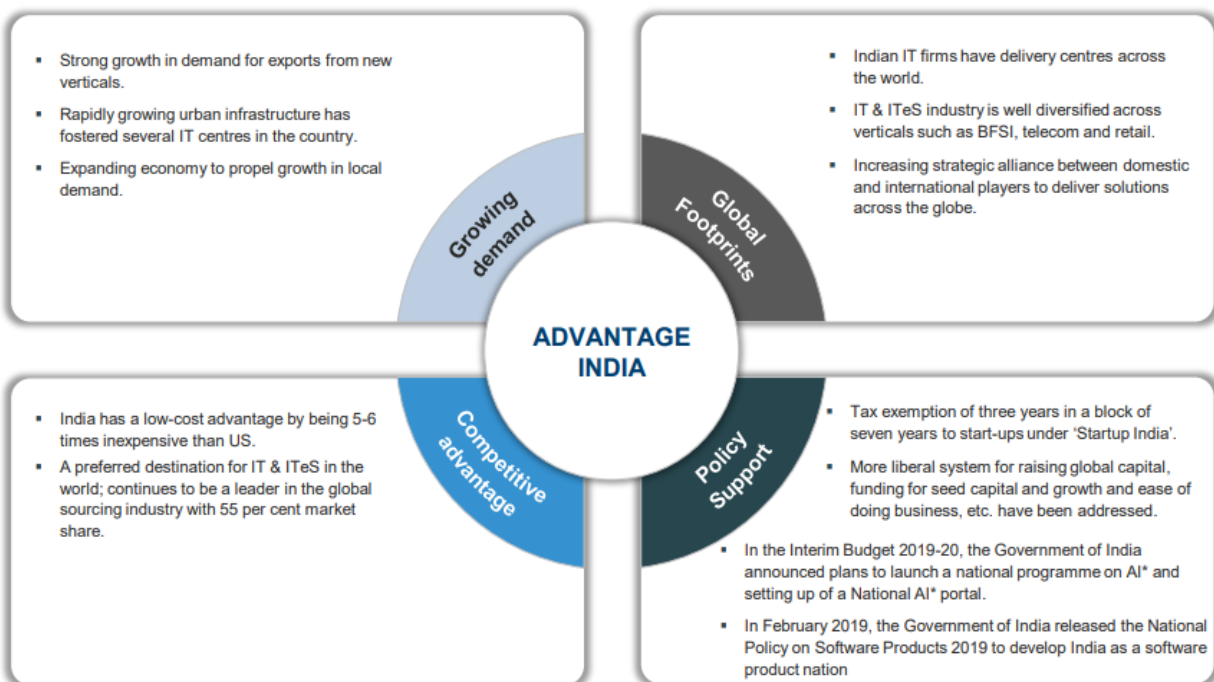 ▪ Strong growth in demand for exports from new
verticals.
▪ Rapidly growing urban infrastructure has
fostered several IT centres in the country.
▪ Expanding economy to propel growth in local
demand.
Growing
demand
▪ Indian IT firms have delivery centres across
the world.
▪ IT & ITeS industry is well diversified across
verticals such as BFSI, telecom and retail.
▪ Increasing strategic alliance between domestic
and international players to deliver solutions
across the globe.
Global
Footprints
ADVANTAGE
INDIA
▪ India has a low-cost advantage by being 5-6
times inexpensive than US.
▪ A preferred destination for IT & ITeS in the
world; continues to be a leader in the global
sourcing industry with 55 per cent market
share.
Competitive
advantage
▪ Tax exemption of three years in a block of
seven years to start-ups under ‘Startup India’.
▪ More liberal system for raising global capital,
funding for seed capital and growth and ease of
doing business, etc. have been addressed.
▪ In the Interim Budget 2019-20, the Government of India
announced plans to launch a national programme on AI* and
setting up of a National AI* portal.
▪ In February 2019, the Government of India released the National
Policy on Software Products 2019 to develop India as a software
product nation
Policy
Support